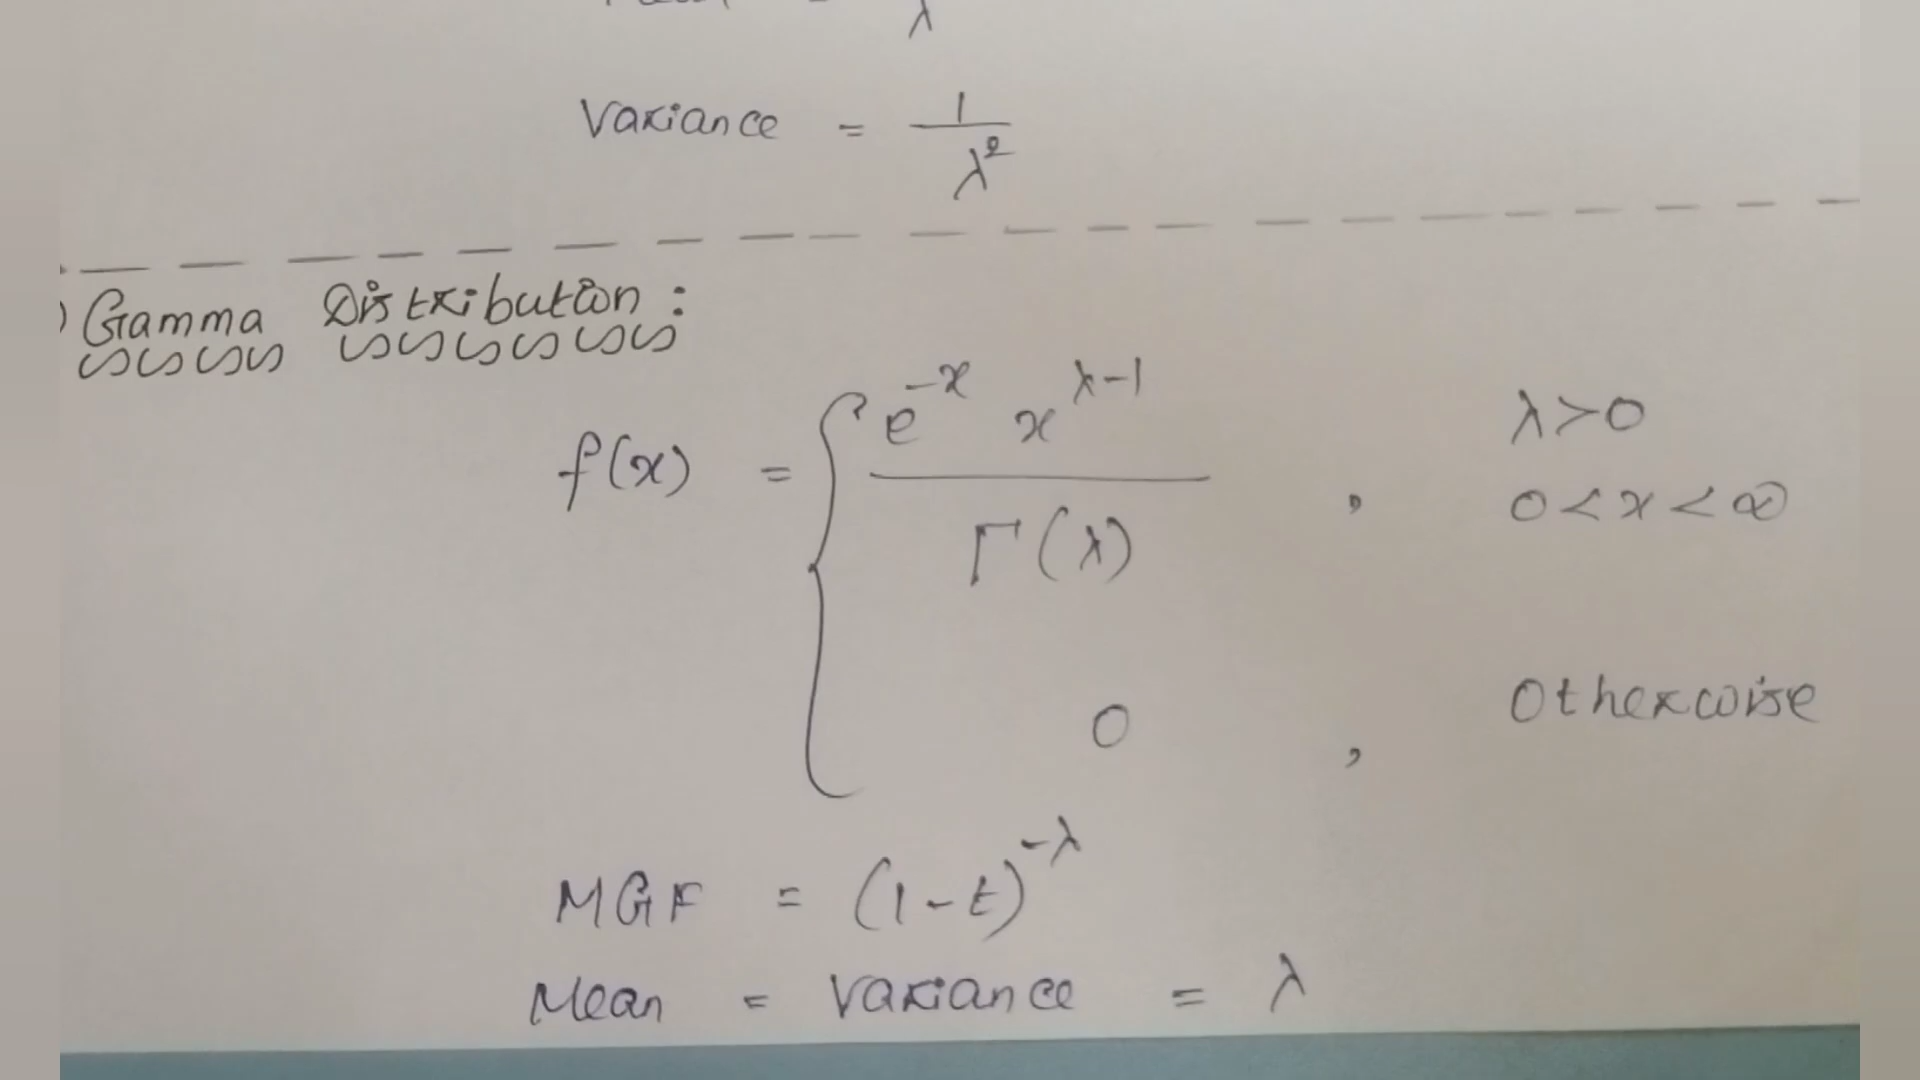 λ
Variance = 1/λ²
) Gamma Distribution:
f(x) = { e^{-x} x^{λ-1} / Γ(λ) , λ>0
0<x<∞
0 , Otherwise
MGF = (1-t)^{-λ}
Mean = Variance = λ